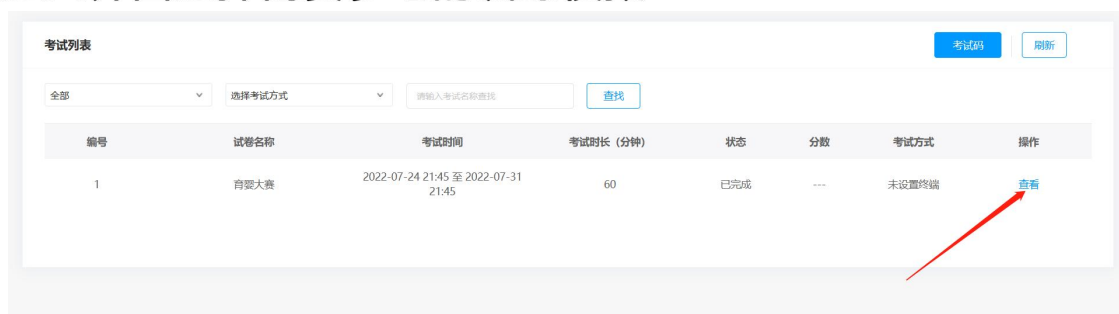 考试列表
考试码
刷新
全部
选择考试方式
请输入考试名称查找
查找
编号 试卷名称 考试时间 考试时长（分钟） 状态 分数 考试方式 操作
1 育婴大赛 2022-07-24 21:45 至 2022-07-31 60 已完成 --- 未设置终端 查看
21:45